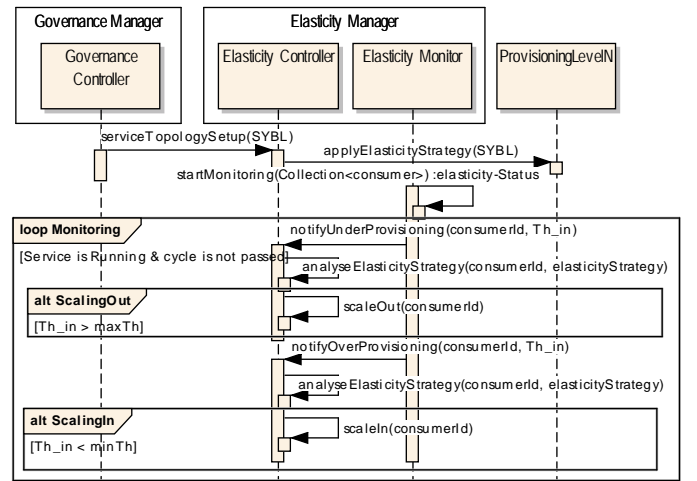 Governance Manager
Elasticity Manager
Governance
Controller
Elasticity Controller
Elasticity Monitor
ProvisioningLevelN
serviceTopologySetup(SYBL)
applyElasticityStrategy(SYBL)
startMonitoring(Collection<consumer>) :elasticity-Status
loop Monitoring
notifyUnderProvisioning(consumerId, Th_in)
[Service is Running & cycle is not passed]
analyseElasticityStrategy(consumerId, elasticityStrategy)
alt ScalingOut
scaleOut(consumerId)
[Th_in > maxTh]
notifyOverProvisioning(consumerId, Th_in)
analyseElasticityStrategy(consumerId, elasticityStrategy)
alt ScalingIn
scaleIn(consumerId)
[Th_in < minTh]